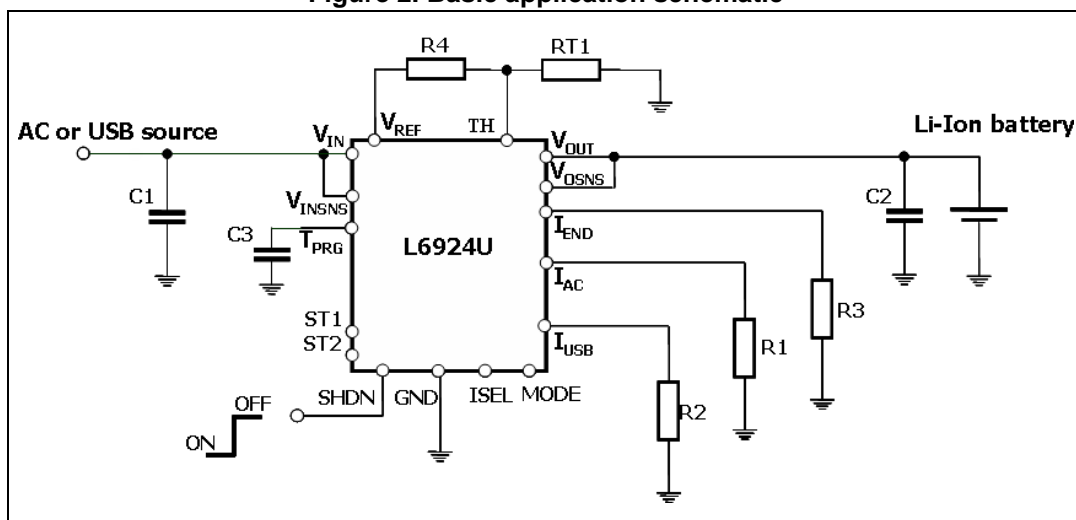 Figure 2. Basic application schematic
R4
RT1
AC or USB source
VIN
VREF
TH
VOUT
Li-Ion battery
VOSNS
C1
VINSNS
C2
IEND
C3
TPRG
L6924U
IAC
R3
ST1
ST2
IUSB
R1
SHDN
GND
ISEL
MODE
R2
OFF
ON